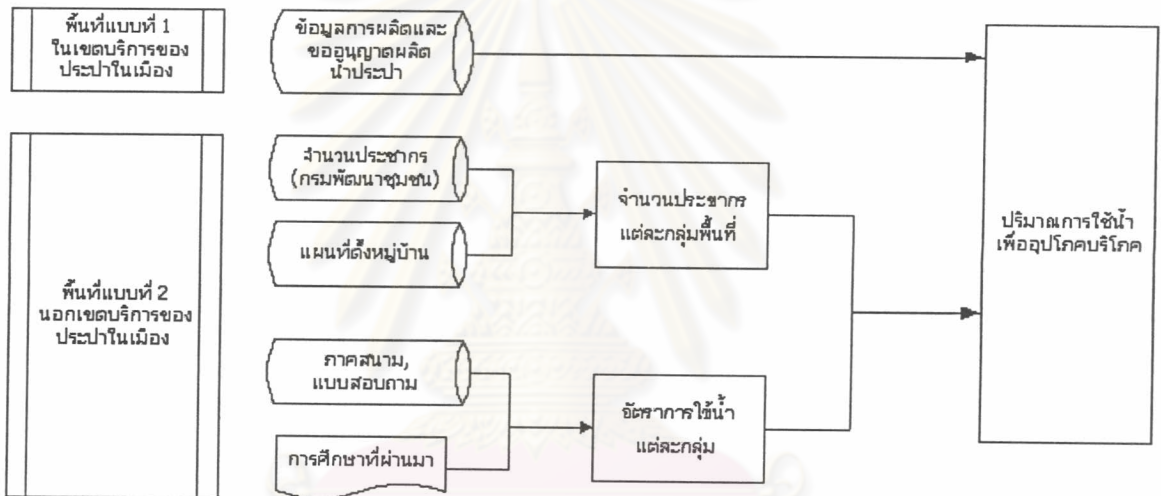 พื้นที่แบบที่ 1
ในเขตบริการของ
ประปาในเมือง
ข้อมูลการผลิตและ
ขออนุญาตผลิต
น้ำประปา
จำนวนประชากร
(กรมพัฒนาชุมชน)
แผนที่ตั้งหมู่บ้าน
จำนวนประชากร
แต่ละกลุ่มพื้นที่
ปริมาณการใช้น้ำ
เพื่ออุปโภคบริโภค
พื้นที่แบบที่ 2
นอกเขตบริการของ
ประปาในเมือง
ภาคสนาม,
แบบสอบถาม
การศึกษาที่ผ่านมา
อัตราการใช้น้ำ
แต่ละกลุ่ม